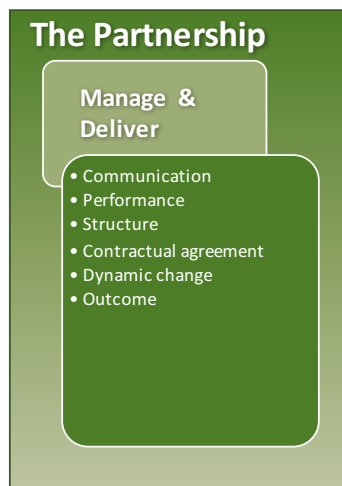 The Partnership
Manage &
Deliver
• Communication
• Performance
• Structure
• Contractual agreement
• Dynamic change
• Outcome